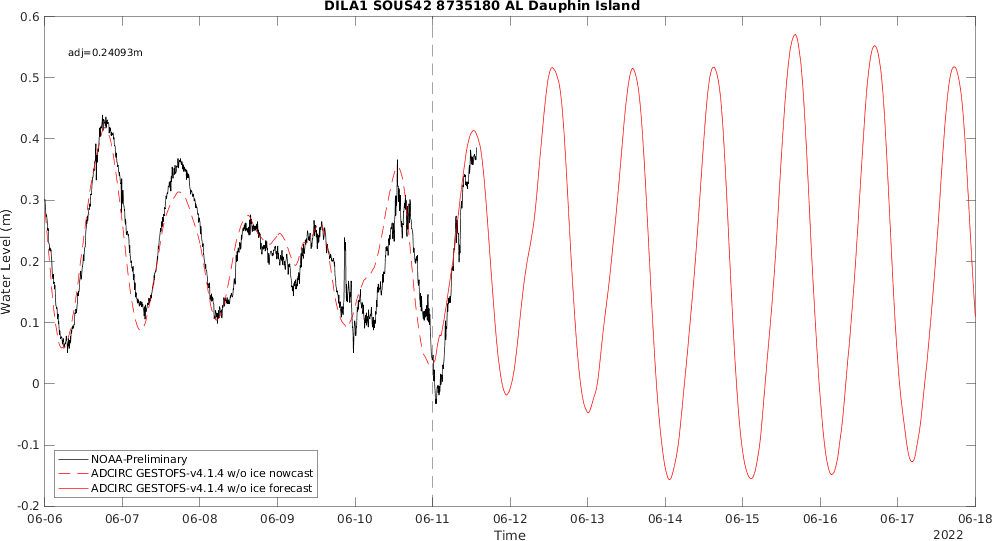 DILA1 SOUS42 8735180 AL Dauphin Island
adj=0.24093m
Water Level (m)
0.6
0.5
0.4
0.3
0.2
0.1
0
-0.1
-0.2
NOAA-Preliminary
ADCIRC GESTOFS-v4.1.4 w/o ice nowcast
ADCIRC GESTOFS-v4.1.4 w/o ice forecast
06-06 06-07 06-08 06-09 06-10 06-11 06-12 06-13 06-14 06-15 06-16 06-17 06-18
Time
2022